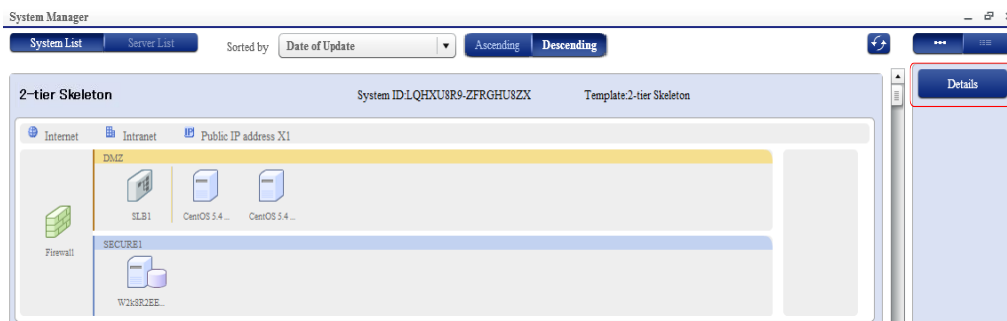 System Manager
System List Server List Sorted by Date of Update Ascending Descending
Details
2-tier Skeleton System ID:LQHXU8R9-ZFRGHU8ZX Template:2-tier Skeleton
Internet Intranet IP Public IP address X1
DMZ
SLB1 CentOS 5.4 ... CentOS 5.4 ...
Firewall
SECURE1
W2k8R2EE...